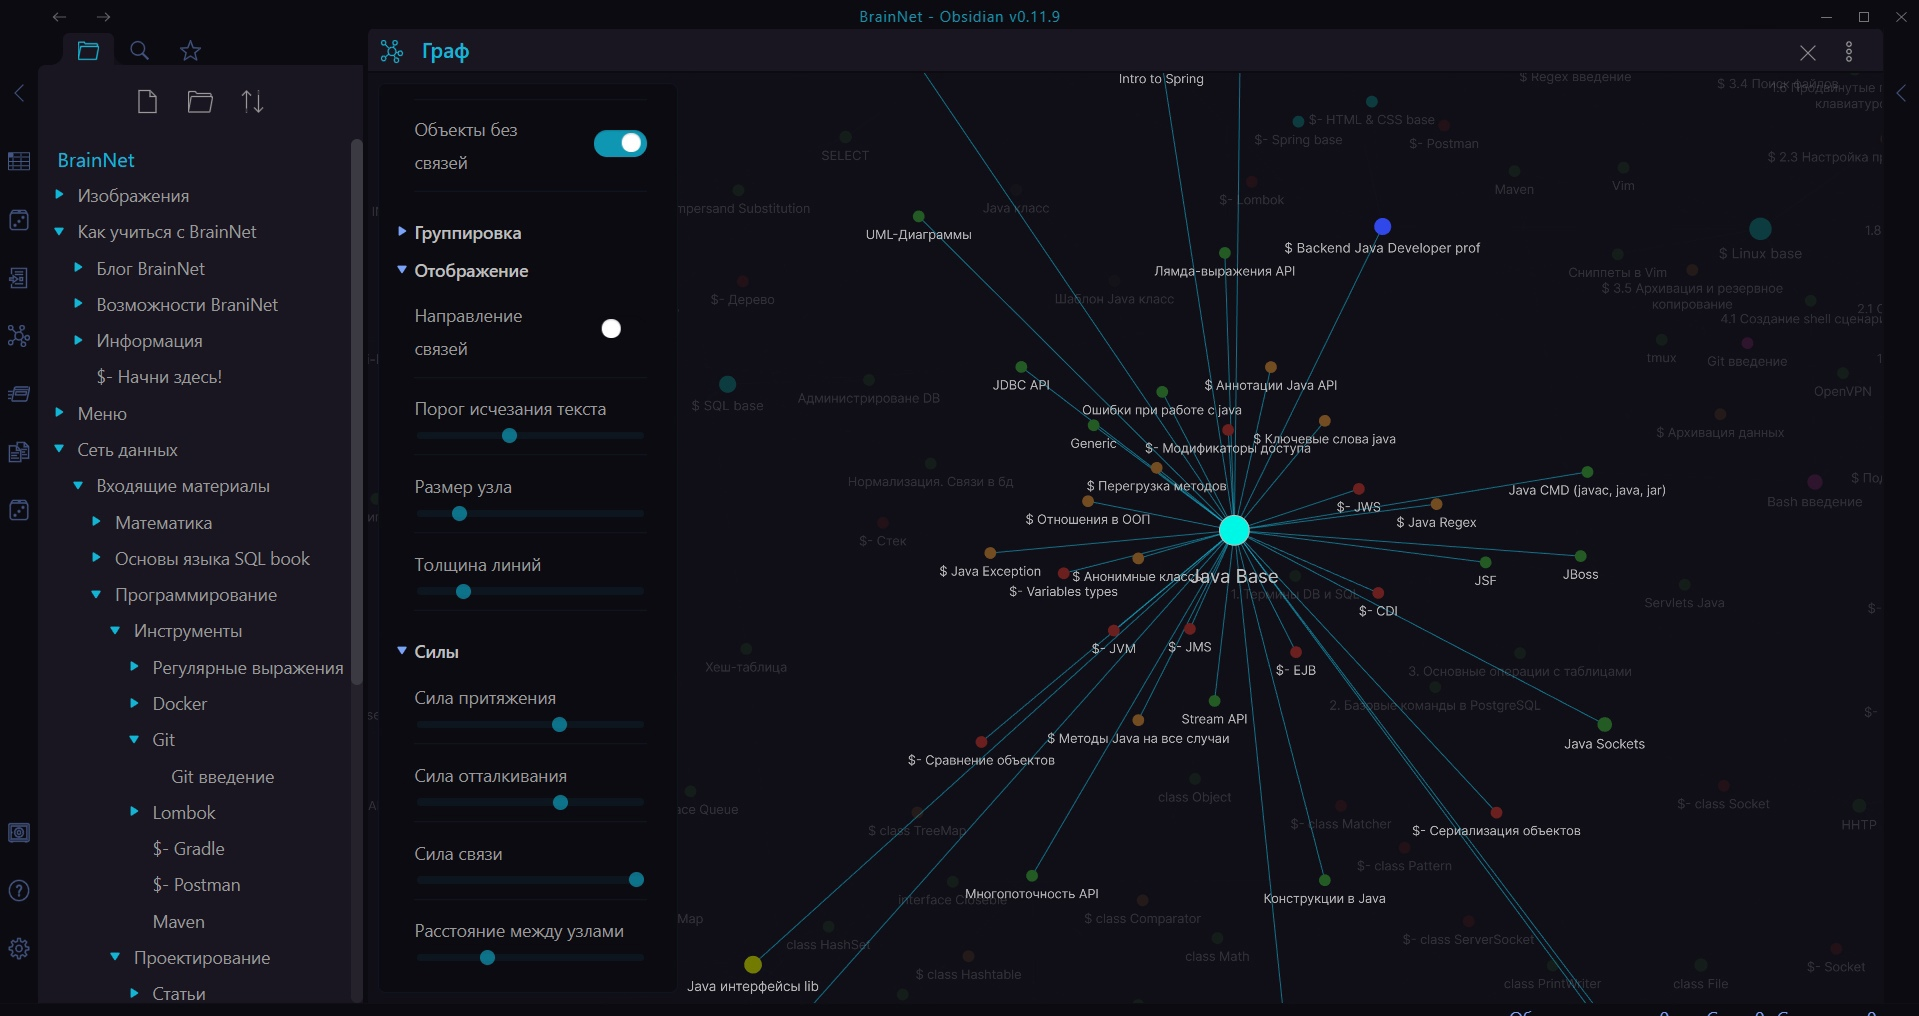 BrainNet - Obsidian v0.11.9
Граф
BrainNet
Изображения
Как учиться с BrainNet
Блог BrainNet
Возможности BraniNet
Информация
$- Начни здесь!
Меню
Сеть данных
Входящие материалы
Математика
Основы языка SQL book
Программирование
Инструменты
Регулярные выражения
Docker
Git
Git введение
Lombok
$- Gradle
$- Postman
Maven
Проектирование
Статьи
Объекты без
связей
Группировка
Отображение
Направление
связей
Порог исчезания текста
Размер узла
Толщина линий
Силы
Сила притяжения
Сила отталкивания
Сила связи
Расстояние между узлами
Intro to Spring
$ Regex введение
$ 3.4 Поиск файлов
клавиатуре
$- HTML & CSS base
$- Spring base
$- Postman
SELECT
$ 2.3 Настройка
Maven
Vim
$- Lombok
mpersand Substitution
Java класс
UML-Диаграммы
$ Backend Java Developer prof
1.8
$ Linux base
Лямда-выражения API
Сниппеты в Vim
$ 3.5 Архивация и резервное
копирование
$- Дерево
Шаблон Java класс
4.1 Создание shell сценари
tmux
Git введение
JDBC API
$ Аннотации Java API
OpenVPN
$ SQL base
Администрироване DB
Ошибки при работе с java
$ Архивация данных
Generic
$- Модификаторы доступа
$ Ключевые слова java
Нормализация. Связи в бд
$ Перегрузка методов
Java CMD (javac, java, jar)
Bash введение
$- JWS
$ Отношения в ООП
$ Java Regex
$- Стек
$ Java Exception
$ Анонимные класс
Java Base
JSF
JBoss
$- Variables types
1. Термины DB и SQL
Servlets Java
$- CDI
$- JVM
$- JMS
Хеш-таблица
$- EJB
3. Основные операции с таблицами
2. Базовые команды в PostgreSQL
Stream API
$ Методы Java на все случаи
Java Sockets
$- Сравнение объектов
class Object
ace Queue
$- class Socket
$ class TreeMap
$- class Matcher
$- Сериализация объектов
HHTP
$- class Pattern
interface Closeble
Многопоточность API
Конструкции в Java
Map
$ class Comparator
class HashSet
$- class ServerSocket
class Math
$ class Hashtable
$- Socket
Java интерфейсы lib
class PrintWriter
class File